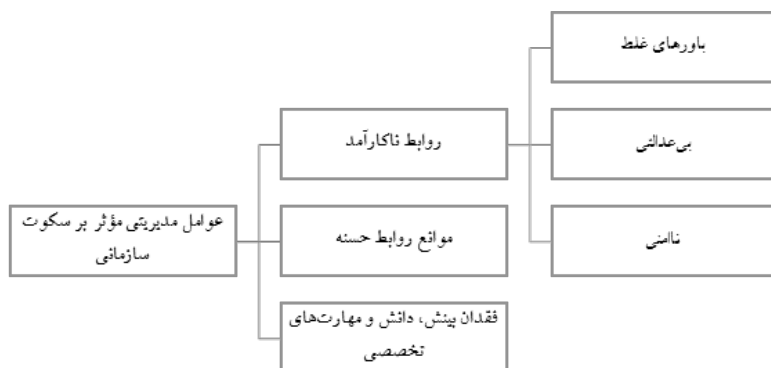 باورهای غلط
روابط ناکارآمد
بی‌عدالتی
عوامل مدیریتی مؤثر بر سکوت
سازمانی
موانع روابط حسنه
ناامنی
فقدان بینش، دانش و مهارت‌های
تخصصی